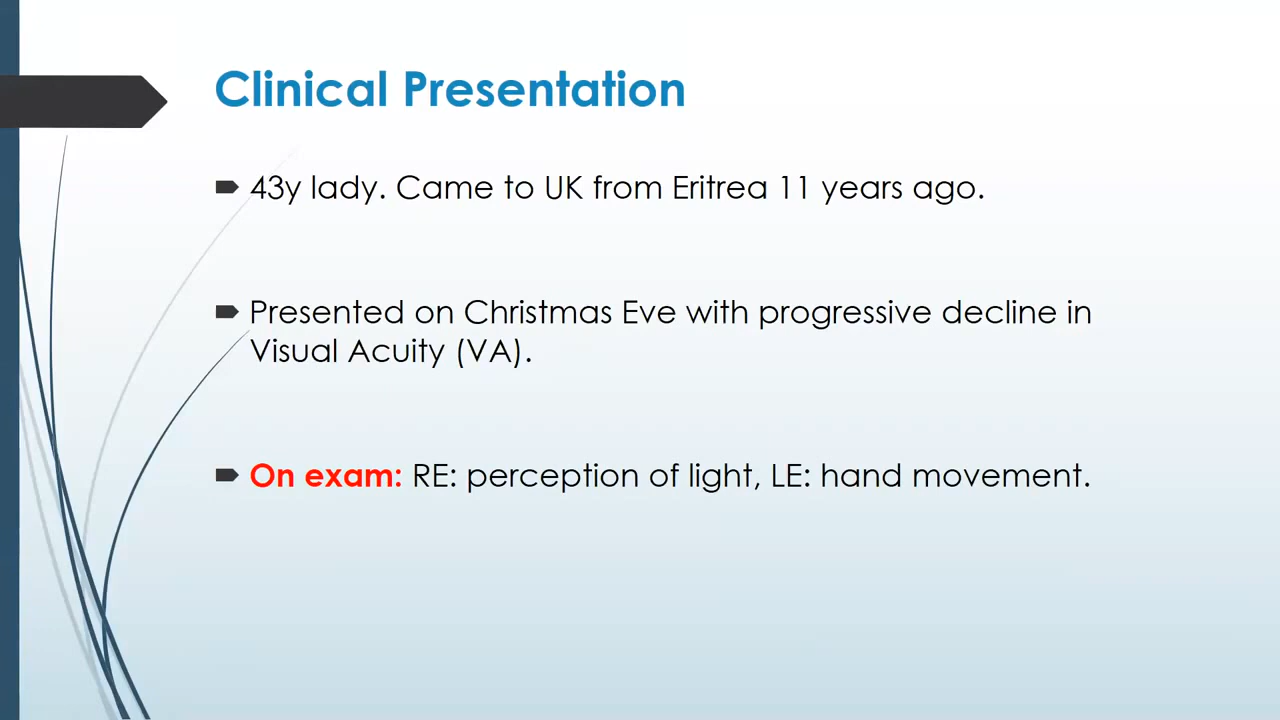 Clinical Presentation
43y lady. Came to UK from Eritrea 11 years ago.
Presented on Christmas Eve with progressive decline in
Visual Acuity (VA).
On exam: RE: perception of light, LE: hand movement.